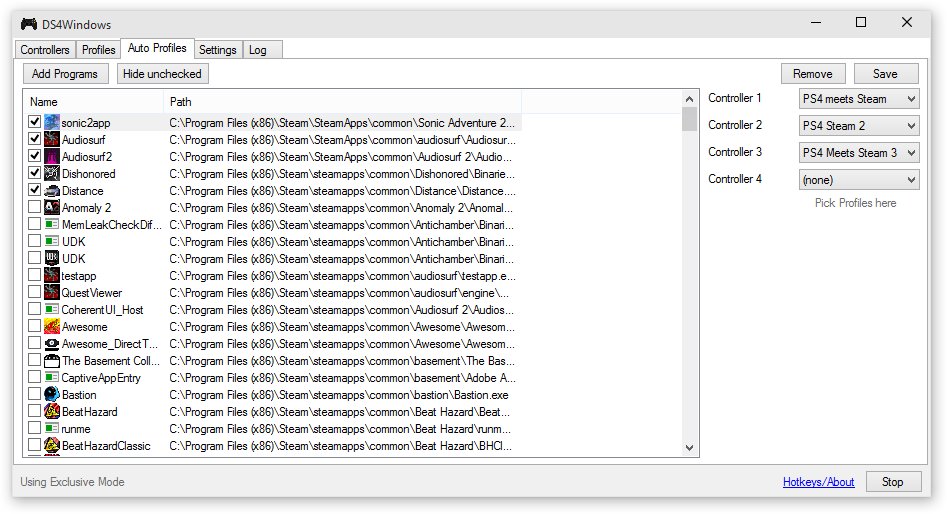 DS4Windows
Controllers Profiles Auto Profiles Settings Log
Add Programs Hide unchecked Remove Save
Name Path
sonic2app C:\Program Files (x86)\Steam\SteamApps\common\Sonic Adventure 2...
Audiosurf C:\Program Files (x86)\Steam\SteamApps\common\audiosurf\Audiosur...
Audiosurf2 C:\Program Files (x86)\Steam\SteamApps\common\Audiosurf 2\Audio...
Dishonored C:\Program Files (x86)\Steam\SteamApps\common\Dishonored\Binarie...
Distance C:\Program Files (x86)\Steam\SteamApps\common\Distance\Distance....
Anomaly 2 C:\Program Files (x86)\Steam\steamapps\common\Anomaly 2\Anomal...
MemLeakCheckDif... C:\Program Files (x86)\Steam\steamapps\common\Antichamber\Binari...
UDK C:\Program Files (x86)\Steam\steamapps\common\Antichamber\Binari...
UDK C:\Program Files (x86)\Steam\steamapps\common\Antichamber\Binari...
testapp C:\Program Files (x86)\Steam\steamapps\common\audiosurf\testapp.e...
QuestViewer C:\Program Files (x86)\Steam\steamapps\common\audiosurf\engine\...
CoherentUI_Host C:\Program Files (x86)\Steam\steamapps\common\Audiosurf 2\Audios...
Awesome C:\Program Files (x86)\Steam\steamapps\common\Awesome\Awesom...
Awesome_DirectT... C:\Program Files (x86)\Steam\steamapps\common\Awesome\Awesom...
The Basement Coll... C:\Program Files (x86)\Steam\steamapps\common\basement\The Bas...
CaptiveAppEntry C:\Program Files (x86)\Steam\steamapps\common\basement\Adobe A...
Bastion C:\Program Files (x86)\Steam\steamapps\common\bastion\Bastion.exe
BeatHazard C:\Program Files (x86)\Steam\steamapps\common\Beat Hazard\Beat...
runme C:\Program Files (x86)\Steam\steamapps\common\Beat Hazard\runm...
BeatHazardClassic C:\Program Files (x86)\Steam\steamapps\common\Beat Hazard\BHCl...
Controller 1 PS4 meets Steam
Controller 2 PS4 Steam 2
Controller 3 PS4 Meets Steam 3
Controller 4 (none)
Pick Profiles here
Using Exclusive Mode Hotkeys/About Stop